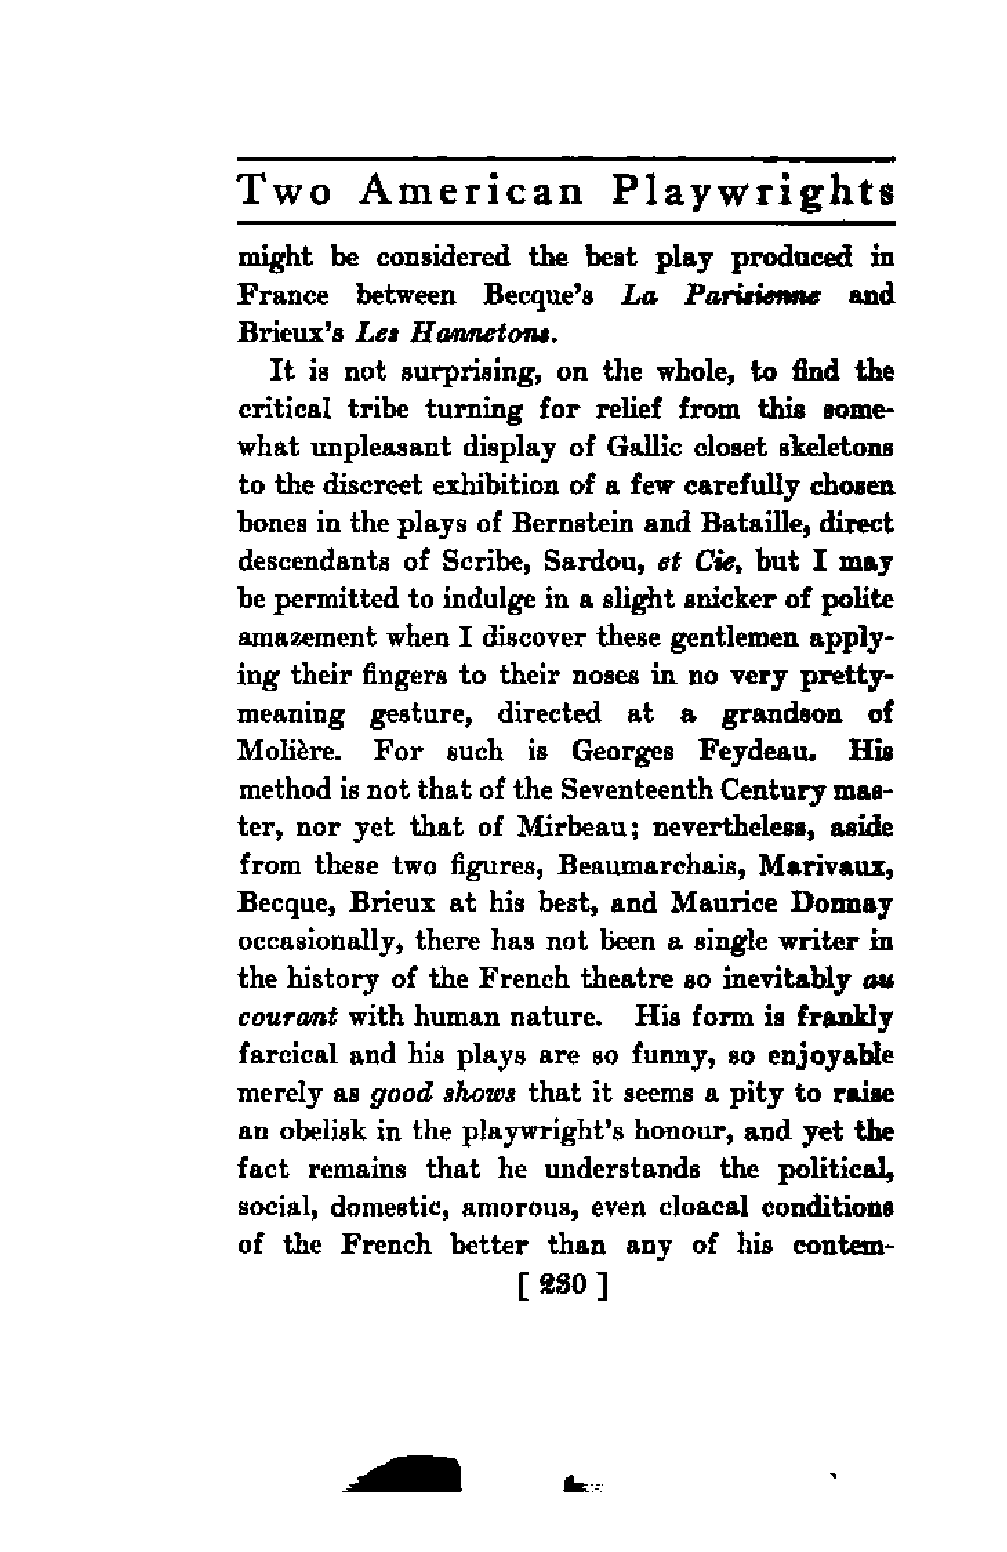 Two American Playwrights
might be considered the best play produced in
France between Becque's La Parisienne and
Brieux's Les Hannetons.
It is not surprising, on the whole, to find the
critical tribe turning for relief from this some-
what unpleasant display of Gallic closet skeletons
to the discreet exhibition of a few carefully chosen
bones in the plays of Bernstein and Bataille, direct
descendants of Scribe, Sardou, et Cie, but I may
be permitted to indulge in a slight snicker of polite
amazement when I discover these gentlemen apply-
ing their fingers to their noses in no very pretty-
meaning gesture, directed at a grandson of
Molière. For such is Georges Feydeau. His
method is not that of the Seventeenth Century mas-
ter, nor yet that of Mirbeau; nevertheless, aside
from these two figures, Beaumarchais, Marivaux,
Becque, Brieux at his best, and Maurice Donnay
occasionally, there has not been a single writer in
the history of the French theatre so inevitably au
courant with human nature. His form is frankly
farcical and his plays are so funny, so enjoyable
merely as good shows that it seems a pity to raise
an obelisk in the playwright's honour, and yet the
fact remains that he understands the political,
social, domestic, amorous, even cloacal conditions
of the French better than any of his contem-
[ 230 ]